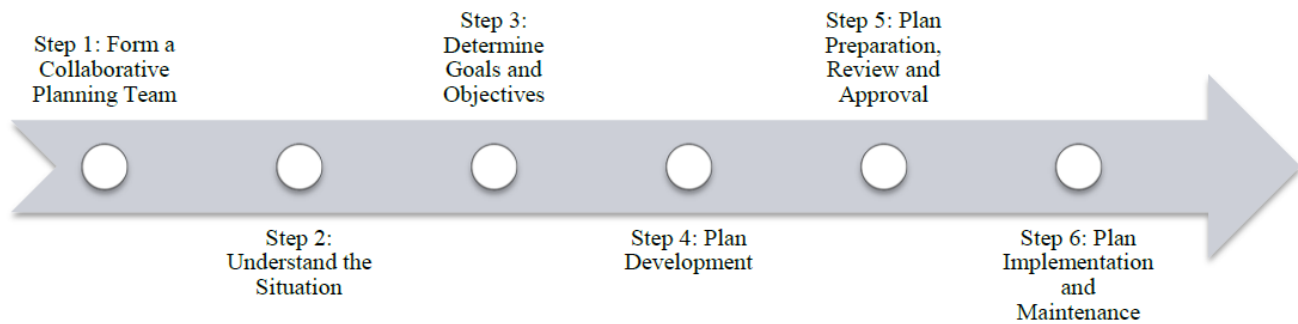 Step 1: Form a
Collaborative
Planning Team
Step 2:
Understand the
Situation
Step 3:
Determine
Goals and
Objectives
Step 4: Plan
Development
Step 5: Plan
Preparation,
Review and
Approval
Step 6: Plan
Implementation
and
Maintenance